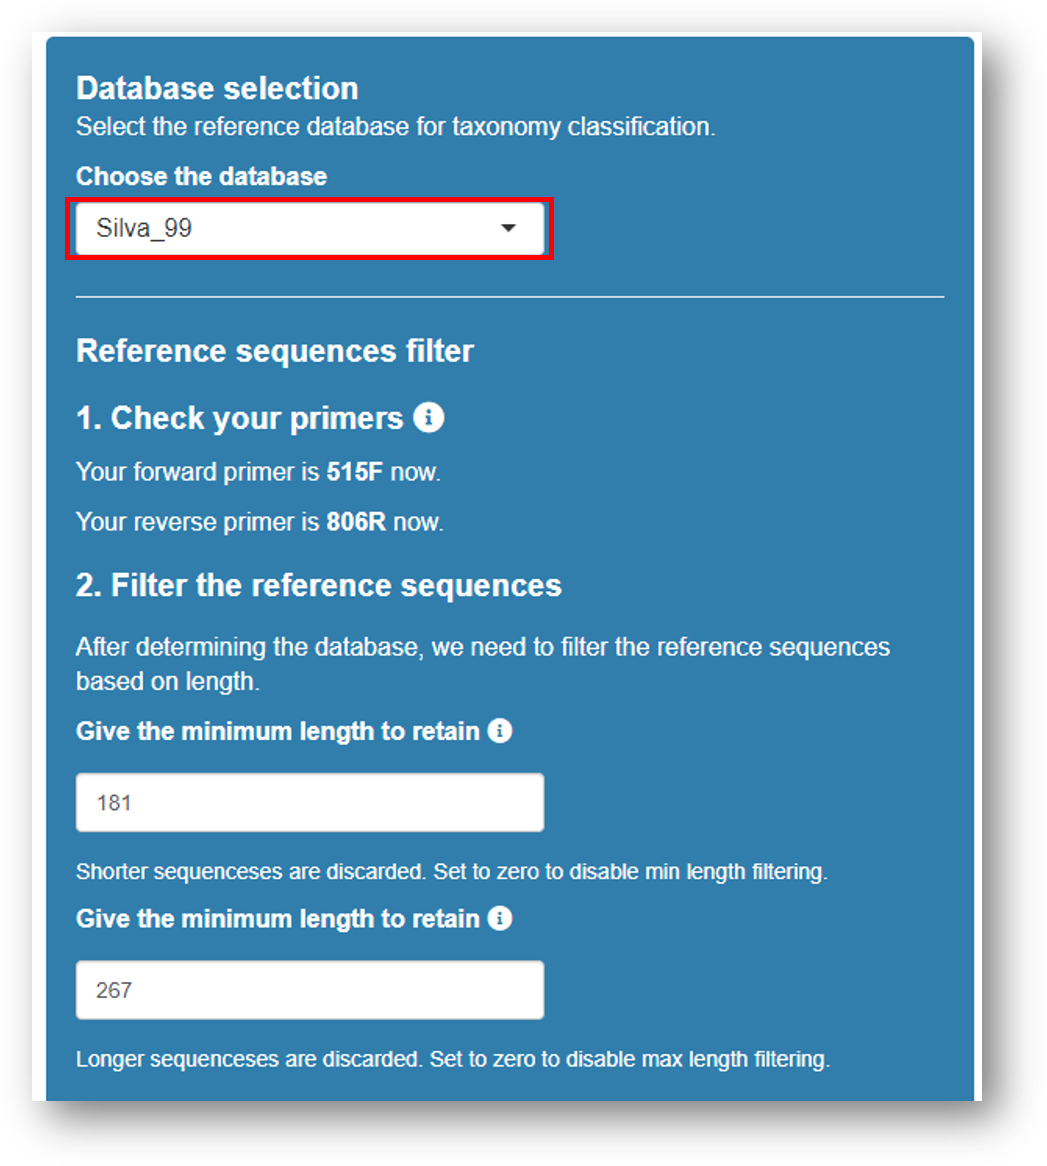 Database selection
Select the reference database for taxonomy classification.
Choose the database
Silva_99
Reference sequences filter
1. Check your primers
Your forward primer is 515F now.
Your reverse primer is 806R now.
2. Filter the reference sequences
After determining the database, we need to filter the reference sequences
based on length.
Give the minimum length to retain
181
Shorter sequenceses are discarded. Set to zero to disable min length filtering.
Give the minimum length to retain
267
Longer sequenceses are discarded. Set to zero to disable max length filtering.